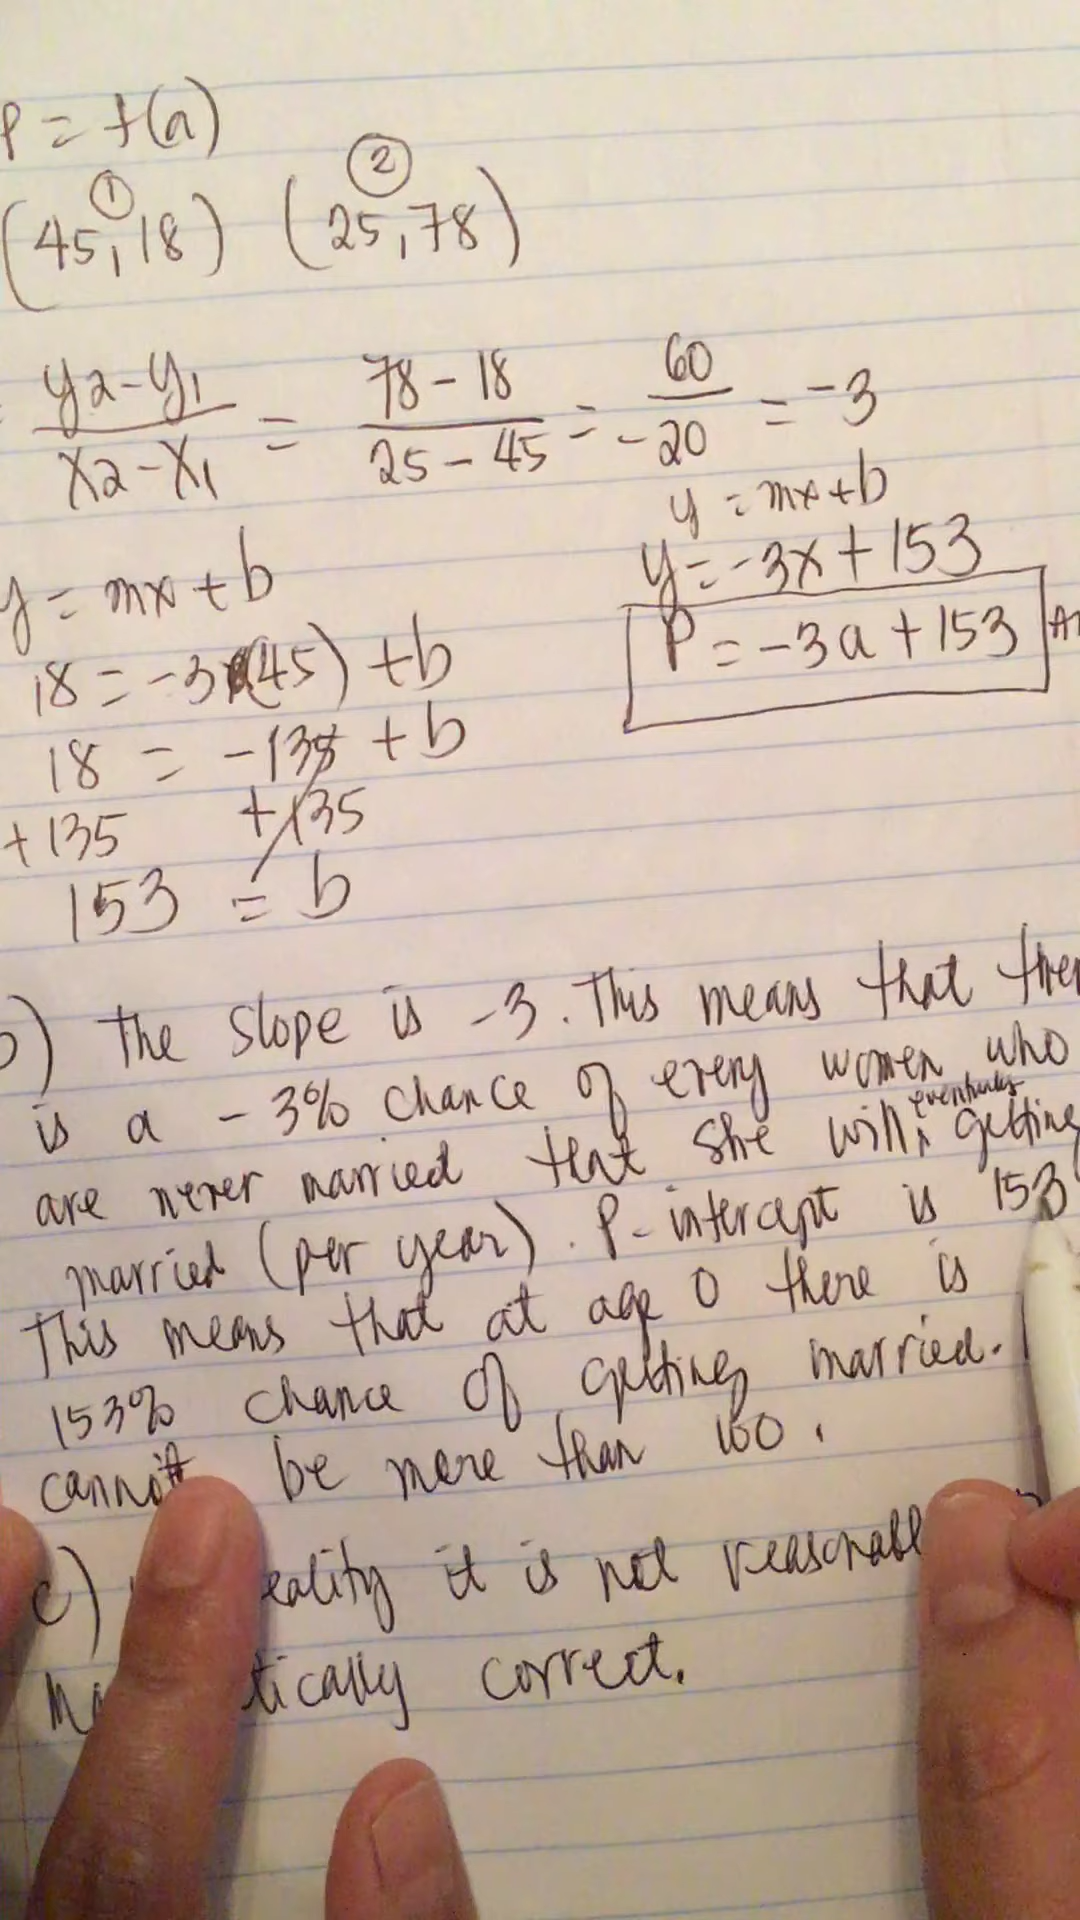 P = f(a)
① ②
(45,18) (25,78)
y2-y1 / x2-x1 = 78-18 / 25-45 = 60 / -20 = -3
y = mx+b
y = -3x+153
P = -3a+153
y = mx+b
18 = -3(45)+b
18 = -135+b
+135 +135
153 = b
b) the slope is -3. This means that
is a -3% chance of every women who
are never married that she will eventually getting
married (per year). P-intercept is 153
This means that at age 0 there is
153% chance of getting married.
cannot be more than 100.
c) it is not
correct.